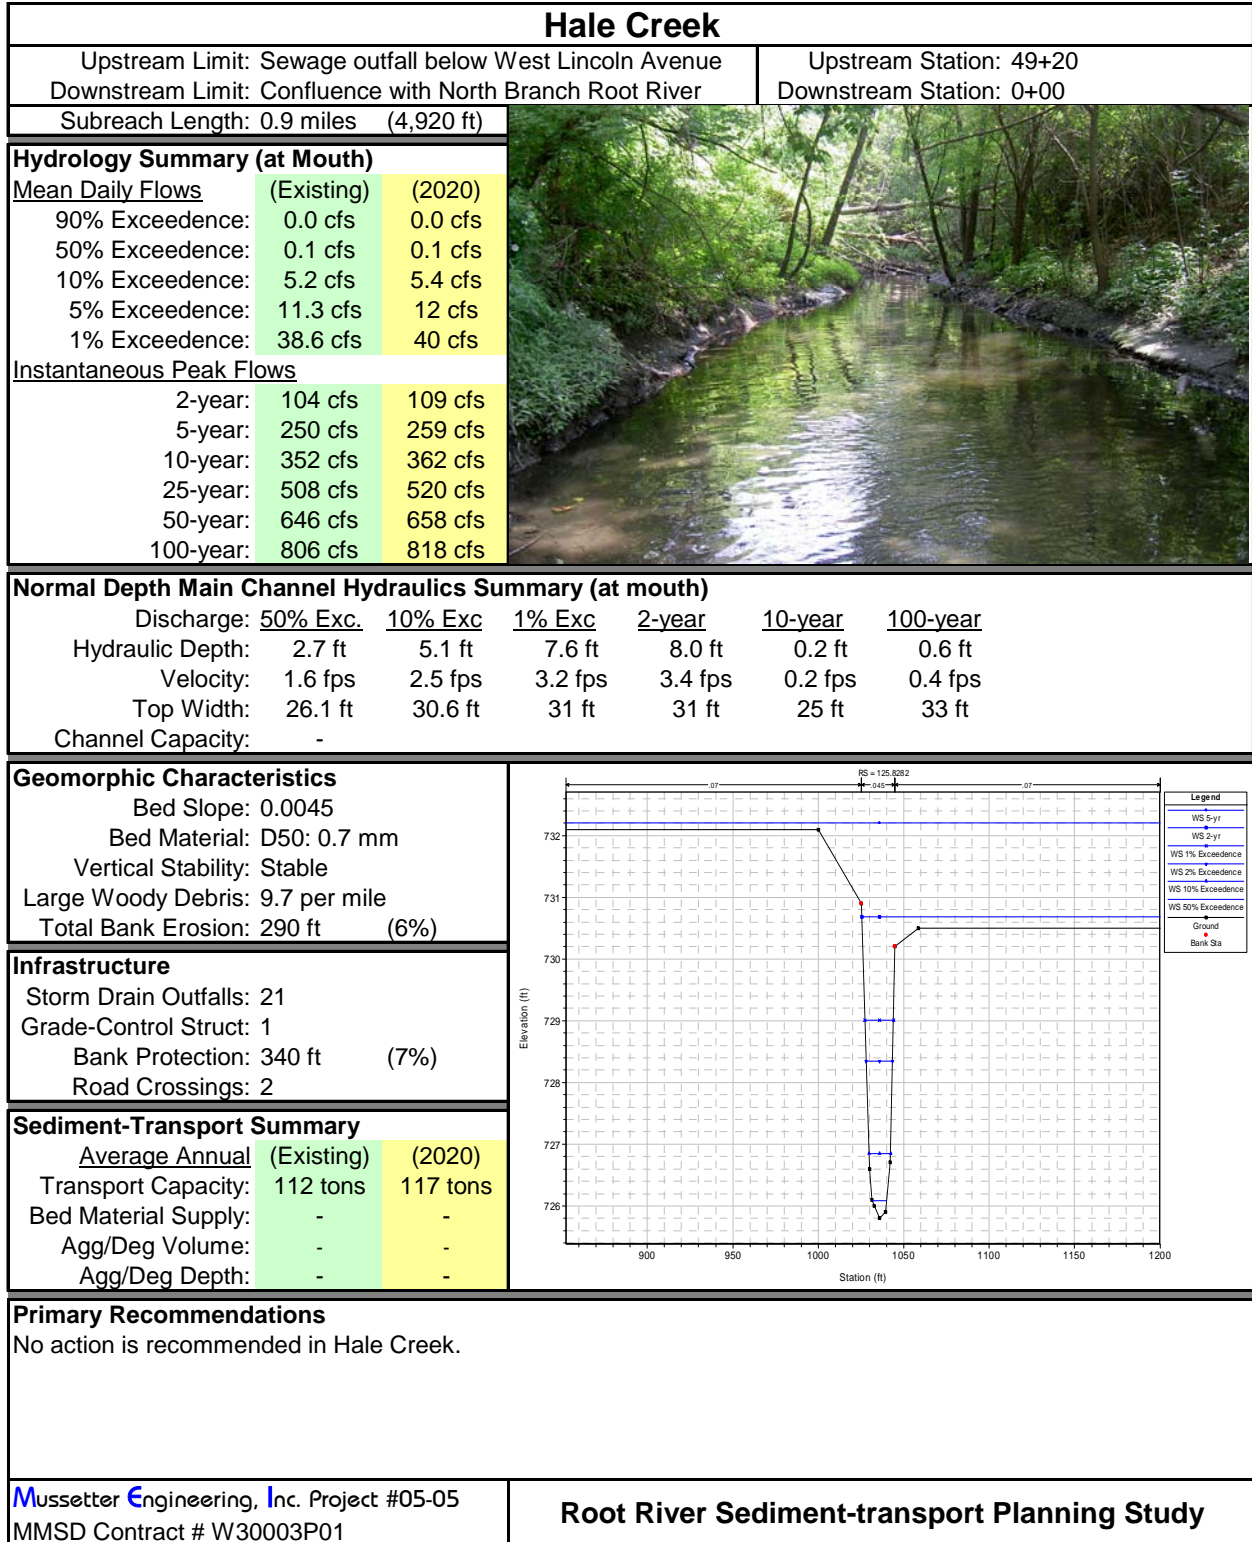 Hale Creek
Upstream Limit: Sewage outfall below West Lincoln Avenue
Upstream Station: 49+20
Downstream Limit: Confluence with North Branch Root River
Downstream Station: 0+00
Subreach Length: 0.9 miles (4,920 ft)
Hydrology Summary (at Mouth)
Mean Daily Flows (Existing) (2020)
90% Exceedence: 0.0 cfs 0.0 cfs
50% Exceedence: 0.1 cfs 0.1 cfs
10% Exceedence: 5.2 cfs 5.4 cfs
5% Exceedence: 11.3 cfs 12 cfs
1% Exceedence: 38.6 cfs 40 cfs
Instantaneous Peak Flows
2-year: 104 cfs 109 cfs
5-year: 250 cfs 259 cfs
10-year: 352 cfs 362 cfs
25-year: 508 cfs 520 cfs
50-year: 646 cfs 658 cfs
100-year: 806 cfs 818 cfs
Normal Depth Main Channel Hydraulics Summary (at mouth)
Discharge: 50% Exc. 10% Exc 1% Exc 2-year 10-year 100-year
Hydraulic Depth: 2.7 ft 5.1 ft 7.6 ft 8.0 ft 0.2 ft 0.6 ft
Velocity: 1.6 fps 2.5 fps 3.2 fps 3.4 fps 0.2 fps 0.4 fps
Top Width: 26.1 ft 30.6 ft 31 ft 31 ft 25 ft 33 ft
Channel Capacity: -
Geomorphic Characteristics
Bed Slope: 0.0045
Bed Material: D50: 0.7 mm
Vertical Stability: Stable
Large Woody Debris: 9.7 per mile
Total Bank Erosion: 290 ft (6%)
Infrastructure
Storm Drain Outfalls: 21
Grade-Control Struct: 1
Bank Protection: 340 ft (7%)
Road Crossings: 2
Sediment-Transport Summary
Average Annual (Existing) (2020)
Transport Capacity: 112 tons 117 tons
Bed Material Supply: - -
Agg/Deg Volume: - -
Agg/Deg Depth: - -
RS = 125.8282
.07 .045 .07
732
731
730
729
728
727
726
Elevation (ft)
900 950 1000 1050 1100 1150 1200
Station (ft)
Legend
WS 5-yr
WS 2-yr
WS 1% Exceedence
WS 2% Exceedence
WS 10% Exceedence
WS 50% Exceedence
Ground
Bank Sta
Primary Recommendations
No action is recommended in Hale Creek.
Mussetter Engineering, Inc. Project #05-05
MMSD Contract # W30003P01
Root River Sediment-transport Planning Study